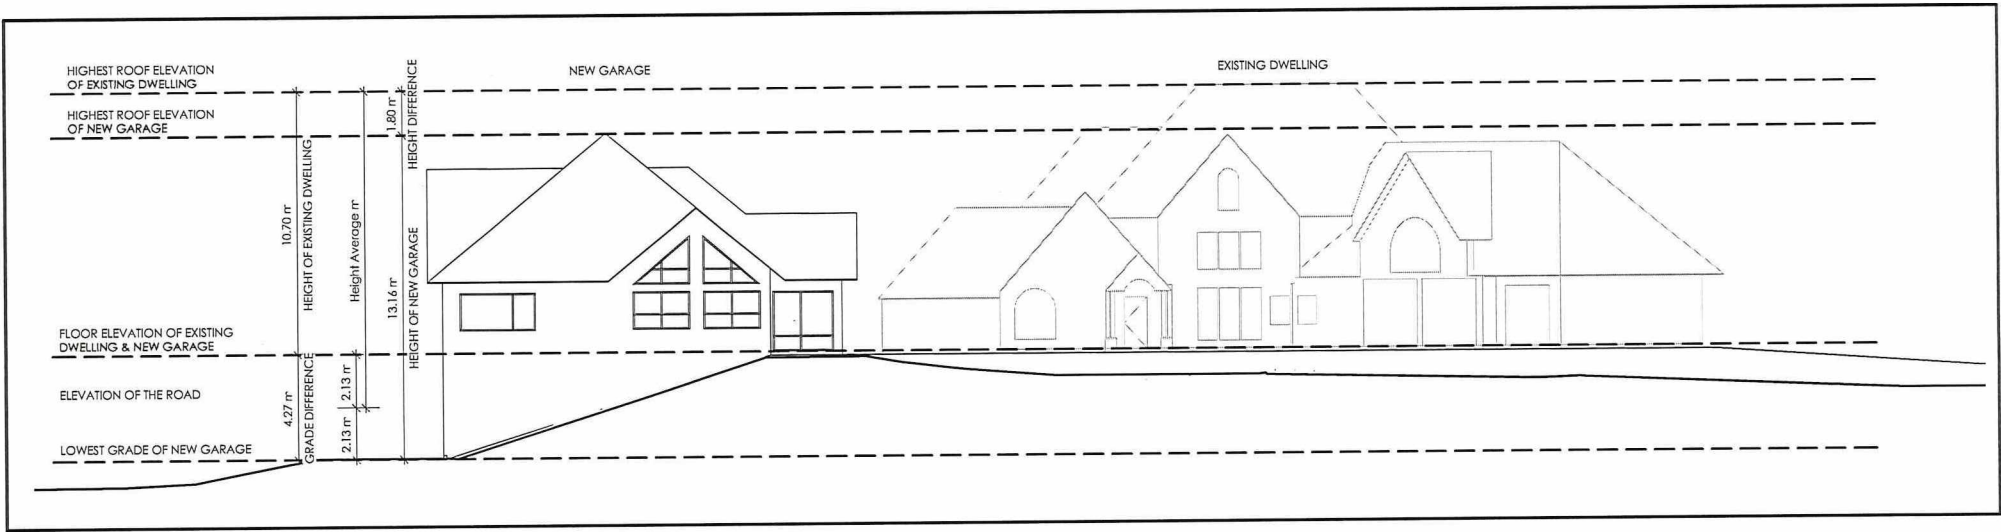 HIGHEST ROOF ELEVATION
OF EXISTING DWELLING
HIGHEST ROOF ELEVATION
OF NEW GARAGE
FLOOR ELEVATION OF EXISTING
DWELLING & NEW GARAGE
ELEVATION OF THE ROAD
LOWEST GRADE OF NEW GARAGE
10.70 m
HEIGHT OF EXISTING DWELLING
4.27 m
GRADE DIFFERENCE
Height Average m
2.13 m
2.13 m
1.80 m
HEIGHT DIFFERENCE
13.16 m
HEIGHT OF NEW GARAGE
NEW GARAGE
EXISTING DWELLING